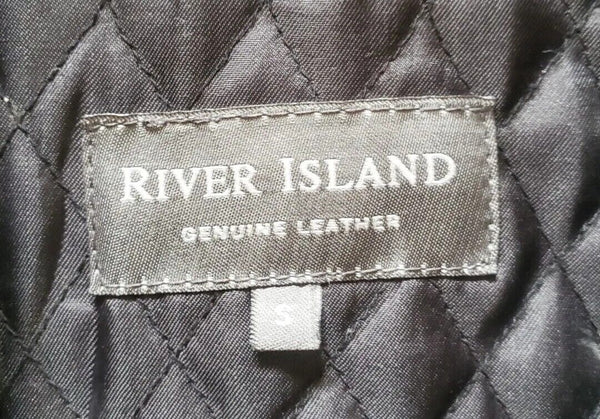 RIVER ISLAND
GENUINE LEATHER
S